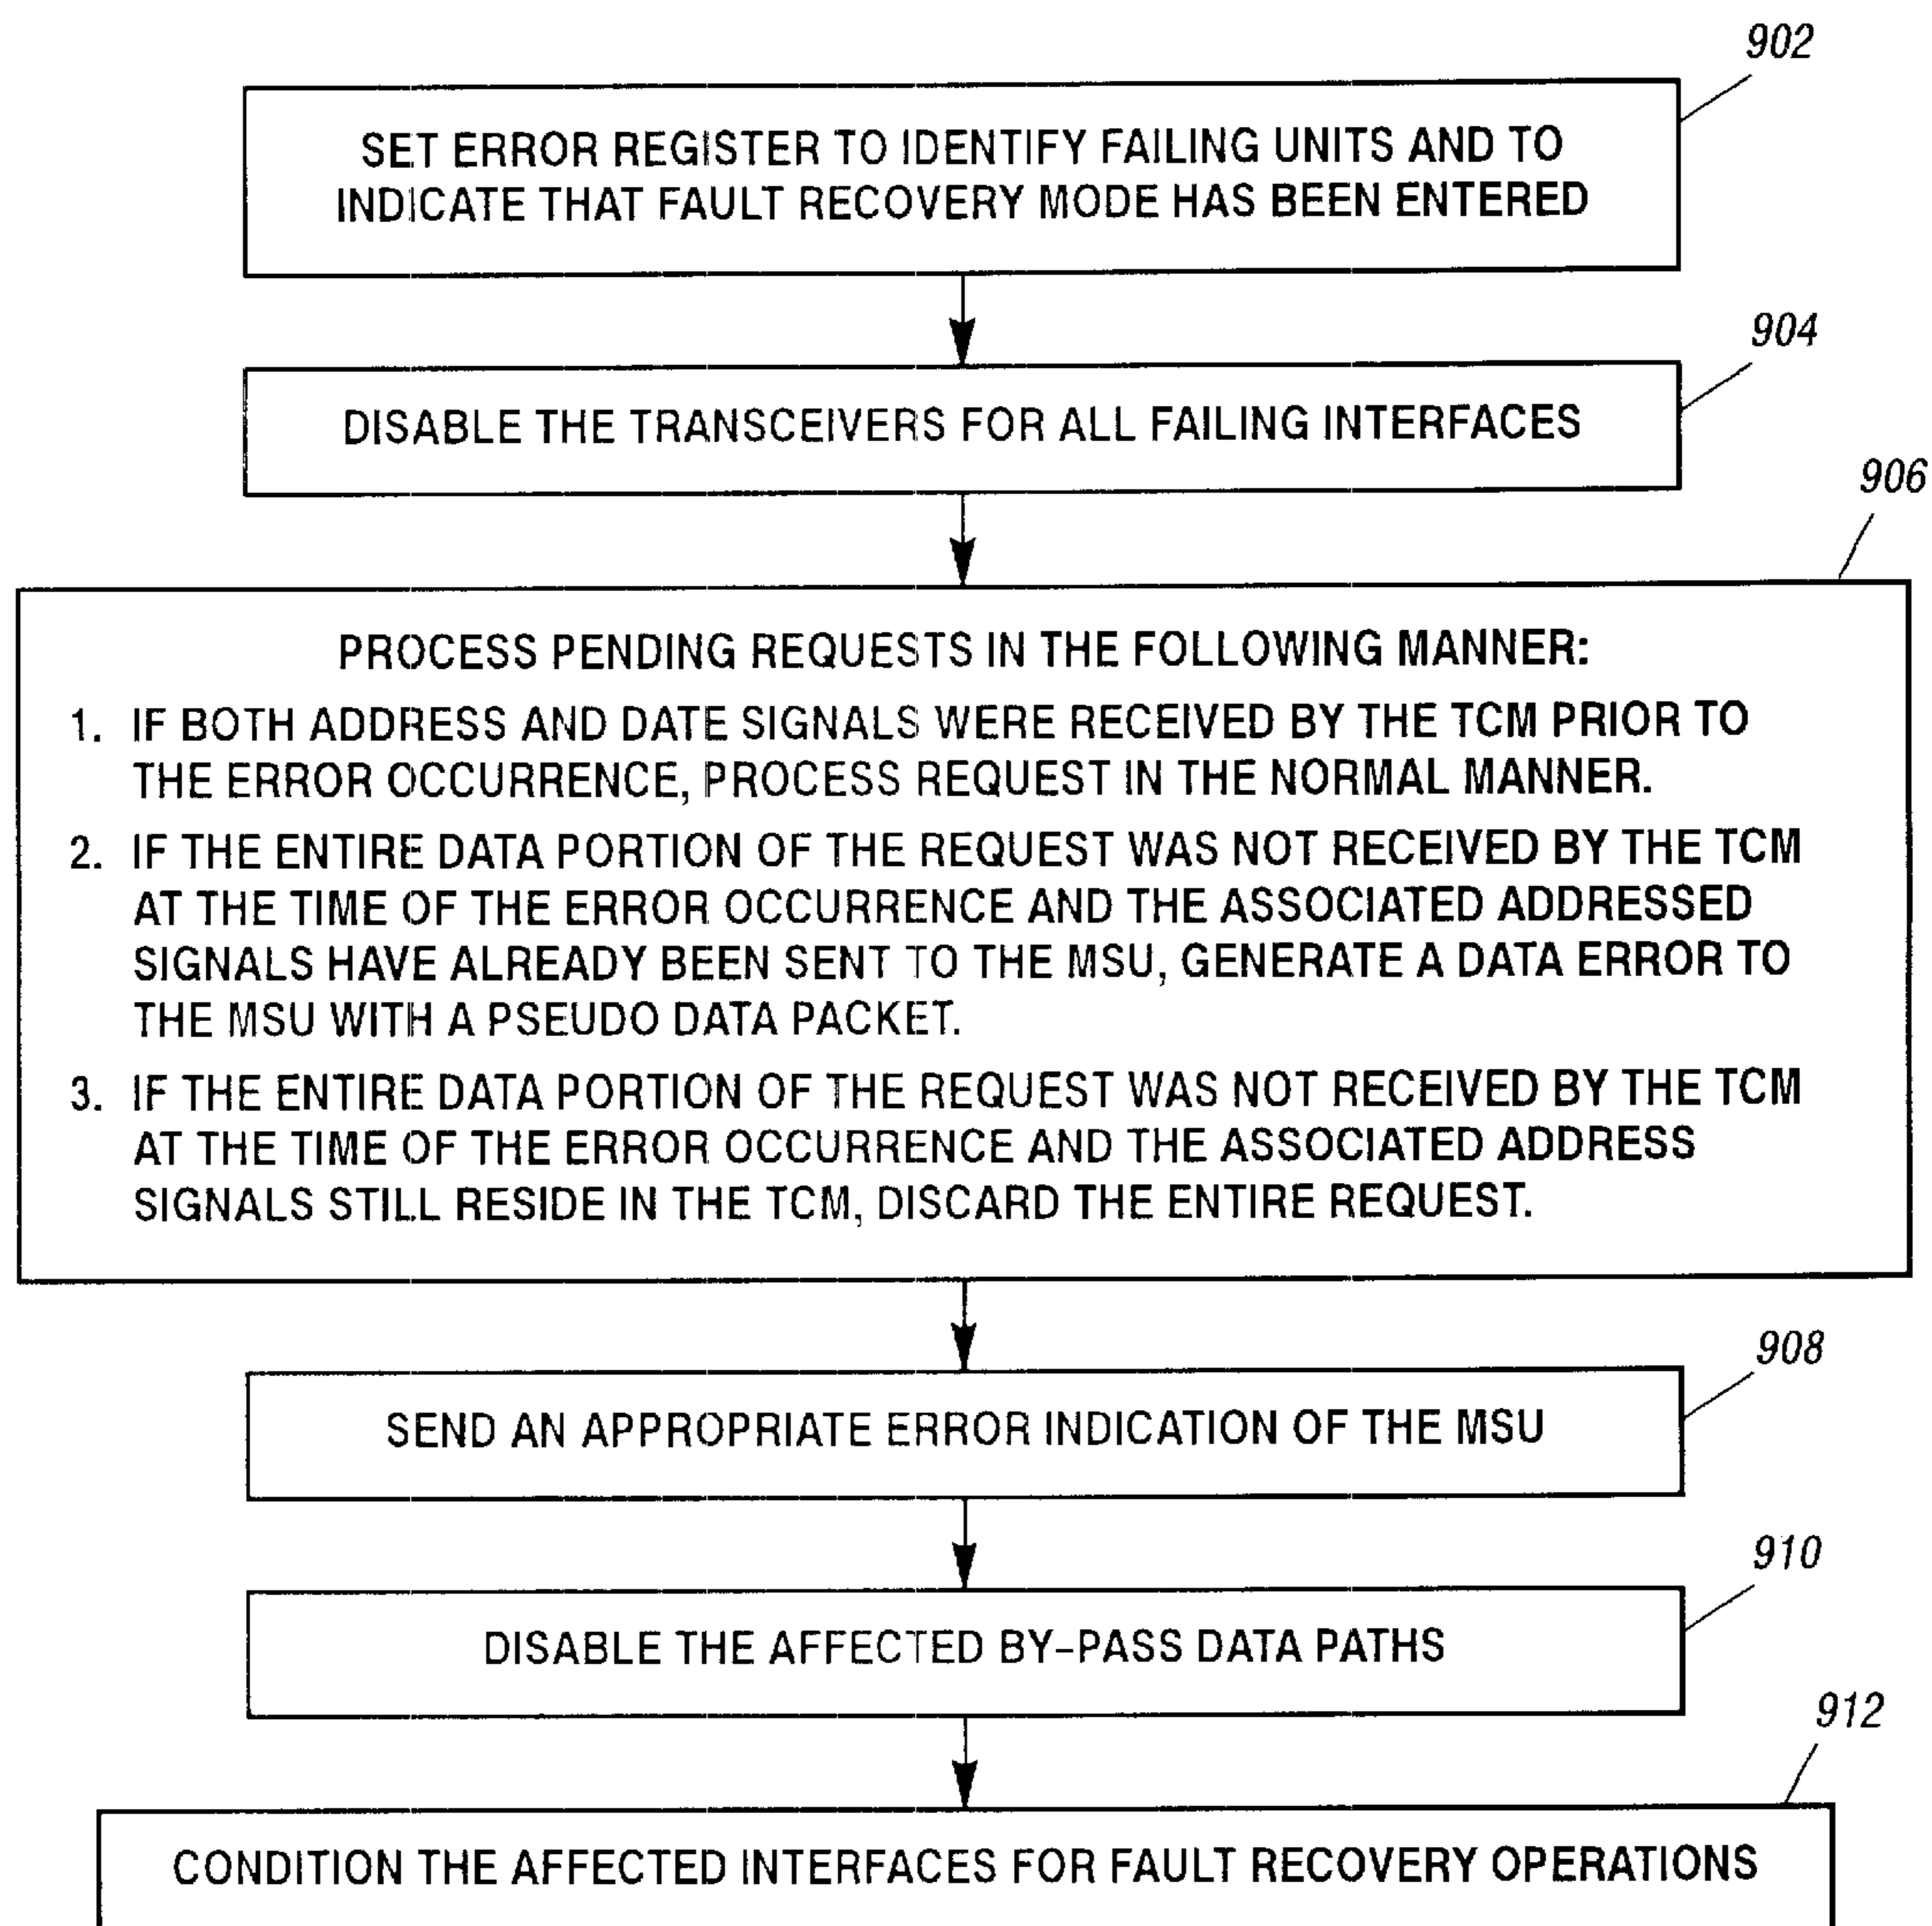 902
SET ERROR REGISTER TO IDENTIFY FAILING UNITS AND TO
INDICATE THAT FAULT RECOVERY MODE HAS BEEN ENTERED
904
DISABLE THE TRANSCEIVERS FOR ALL FAILING INTERFACES
906
PROCESS PENDING REQUESTS IN THE FOLLOWING MANNER:
1. IF BOTH ADDRESS AND DATE SIGNALS WERE RECEIVED BY THE TCM PRIOR TO
THE ERROR OCCURRENCE, PROCESS REQUEST IN THE NORMAL MANNER.
2. IF THE ENTIRE DATA PORTION OF THE REQUEST WAS NOT RECEIVED BY THE TCM
AT THE TIME OF THE ERROR OCCURRENCE AND THE ASSOCIATED ADDRESSED
SIGNALS HAVE ALREADY BEEN SENT TO THE MSU, GENERATE A DATA ERROR TO
THE MSU WITH A PSEUDO DATA PACKET.
3. IF THE ENTIRE DATA PORTION OF THE REQUEST WAS NOT RECEIVED BY THE TCM
AT THE TIME OF THE ERROR OCCURRENCE AND THE ASSOCIATED ADDRESS
SIGNALS STILL RESIDE IN THE TCM, DISCARD THE ENTIRE REQUEST.
908
SEND AN APPROPRIATE ERROR INDICATION OF THE MSU
910
DISABLE THE AFFECTED BY-PASS DATA PATHS
912
CONDITION THE AFFECTED INTERFACES FOR FAULT RECOVERY OPERATIONS